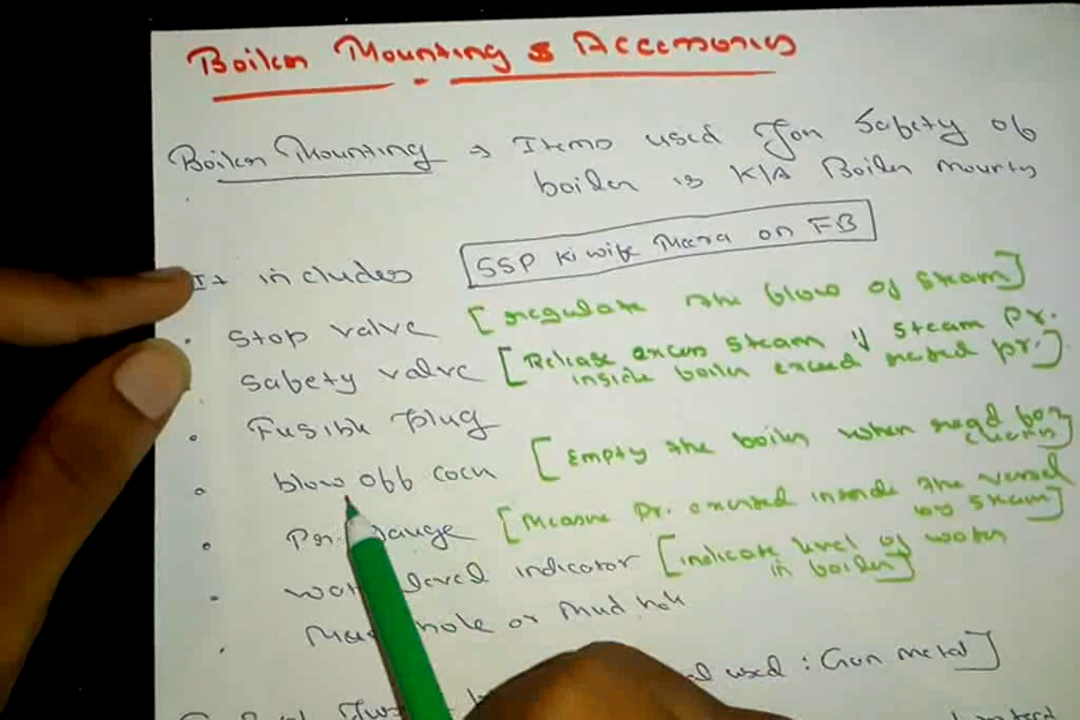 Boiler Mounting & Accessories
Boiler Mounting → Items used for Safety of
boiler is K/A Boiler mounting
It includes
SSP ki wife Meera on FB
Stop valve [regulate the flow of steam]
Safety valve [Release excess steam if steam pr.
inside boiler exceed rated pr.]
Fusible Plug
blow off cock [Empty the boiler when reqd for
cleaning]
Pr. Gauge [Measure Pr. exerted inside the vessel
by steam]
level indicator [indicate level of water
in boiler]
hole or Mud hole
used : Gun metal]